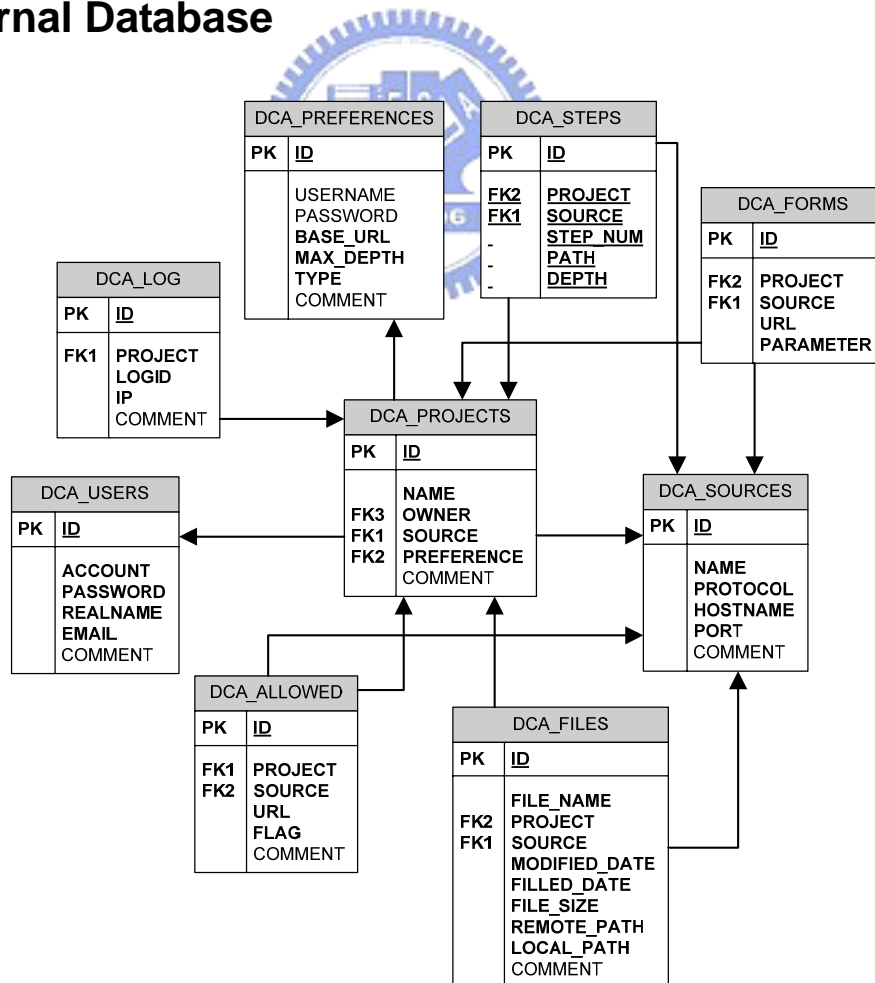 rnal Database
DCA_PREFERENCES
PK ID
USERNAME
PASSWORD
BASE_URL
MAX_DEPTH
TYPE
COMMENT
DCA_STEPS
PK ID
FK2 PROJECT
FK1 SOURCE
- STEP_NUM
- PATH
- DEPTH
DCA_FORMS
PK ID
FK2 PROJECT
FK1 SOURCE
URL
PARAMETER
DCA_LOG
PK ID
FK1 PROJECT
LOGID
IP
COMMENT
DCA_PROJECTS
PK ID
NAME
FK3 OWNER
FK1 SOURCE
FK2 PREFERENCE
COMMENT
DCA_USERS
PK ID
ACCOUNT
PASSWORD
REALNAME
EMAIL
COMMENT
DCA_SOURCES
PK ID
NAME
PROTOCOL
HOSTNAME
PORT
COMMENT
DCA_ALLOWED
PK ID
FK1 PROJECT
FK2 SOURCE
URL
FLAG
COMMENT
DCA_FILES
PK ID
FILE_NAME
FK2 PROJECT
FK1 SOURCE
MODIFIED_DATE
FILLED_DATE
FILE_SIZE
REMOTE_PATH
LOCAL_PATH
COMMENT